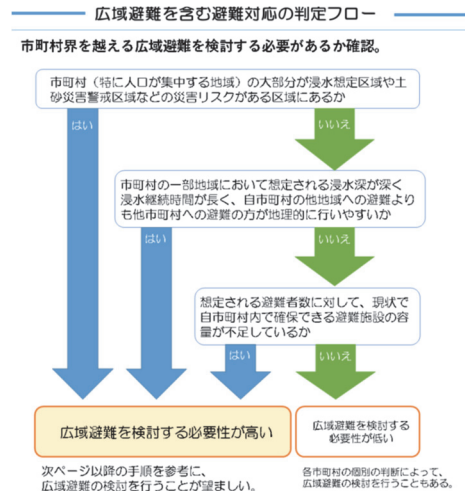 広域避難を含む避難対応の判定フロー
市町村界を越える広域避難を検討する必要があるか確認。
市町村（特に人口が集中する地域）の大部分が浸水想定区域や土
砂災害警戒区域などの災害リスクがある区域にあるか
はい
いいえ
市町村の一部地域において想定される浸水深が深く
浸水継続時間が長く、自市町村の他地域への避難より
も他市町村への避難の方が地理的に行いやすいか
はい
いいえ
想定される避難者数に対して、現状で
自市町村内で確保できる避難施設の容
量が不足しているか
はい
いいえ
広域避難を検討する必要性が高い
広域避難を検討する
必要性が低い
次ページ以降の手順を参考に、
広域避難の検討を行うことが望ましい。
各市町村の個別の判断によって、
広域避難の検討を行うこともある。